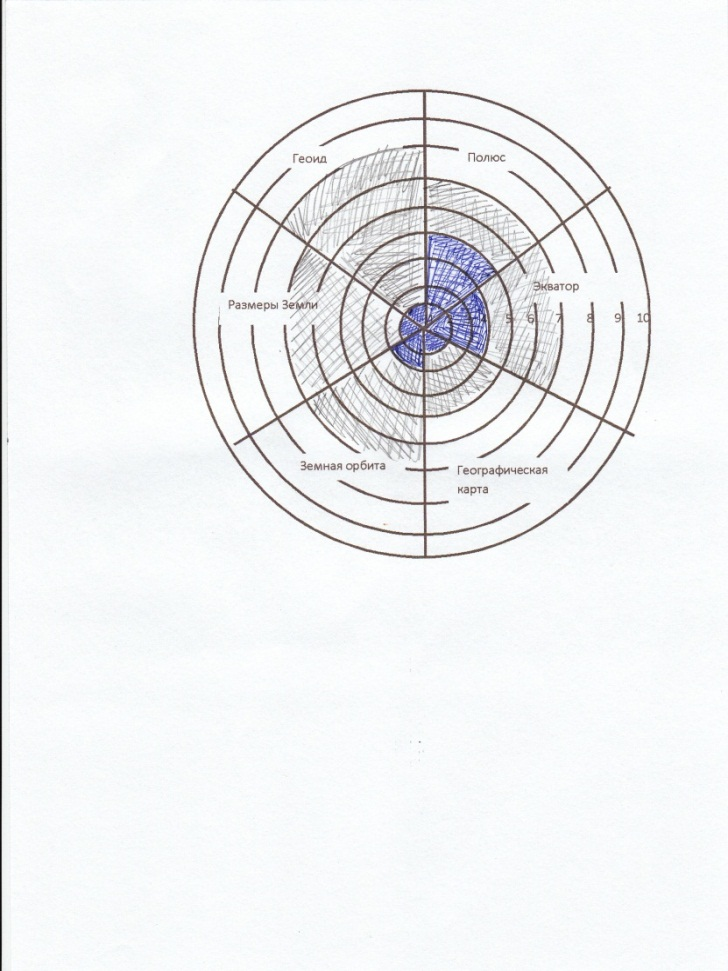 Геоид
Полюс
Экватор
Размеры Земли
5 6 7 8 9 10
Земная орбита
Географическая
карта